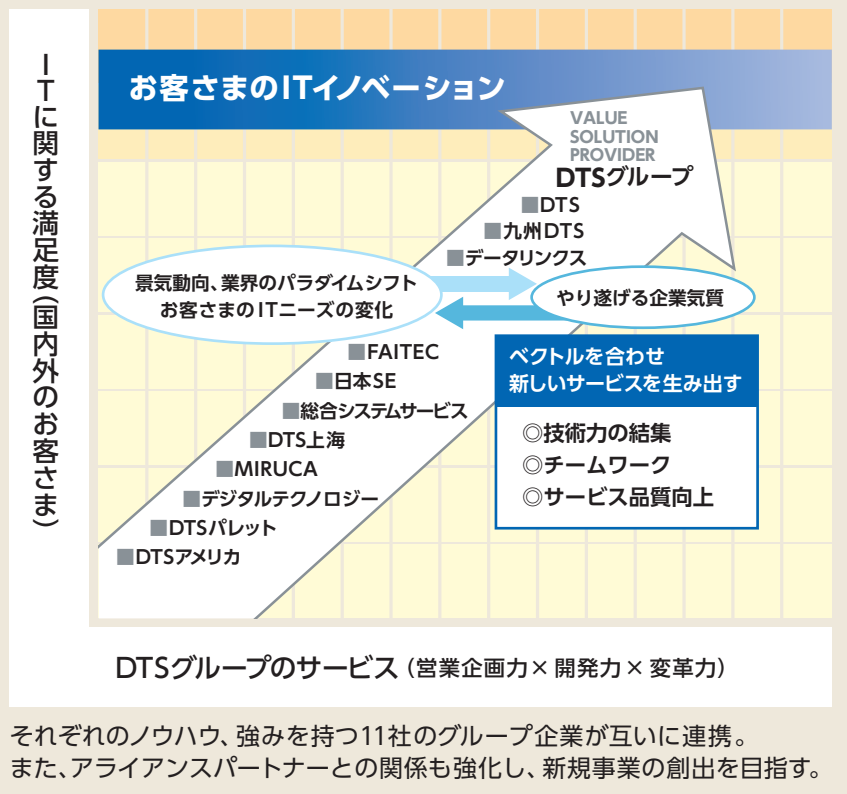 ITに関する満足度(国内外のお客さま)
お客さまのITイノベーション
VALUE
SOLUTION
PROVIDER
DTSグループ
■DTS
■九州DTS
■データリンクス
景気動向、業界のパラダイムシフト
お客さまのITニーズの変化
やり遂げる企業気質
■FAITEC
■日本SE
■総合システムサービス
■DTS上海
■MIRUCA
■デジタルテクノロジー
■DTSパレット
■DTSアメリカ
ベクトルを合わせ
新しいサービスを生み出す
◎技術力の結集
◎チームワーク
◎サービス品質向上
DTSグループのサービス(営業企画力×開発力×変革力)
それぞれのノウハウ、強みを持つ11社のグループ企業が互いに連携。
また、アライアンスパートナーとの関係も強化し、新規事業の創出を目指す。